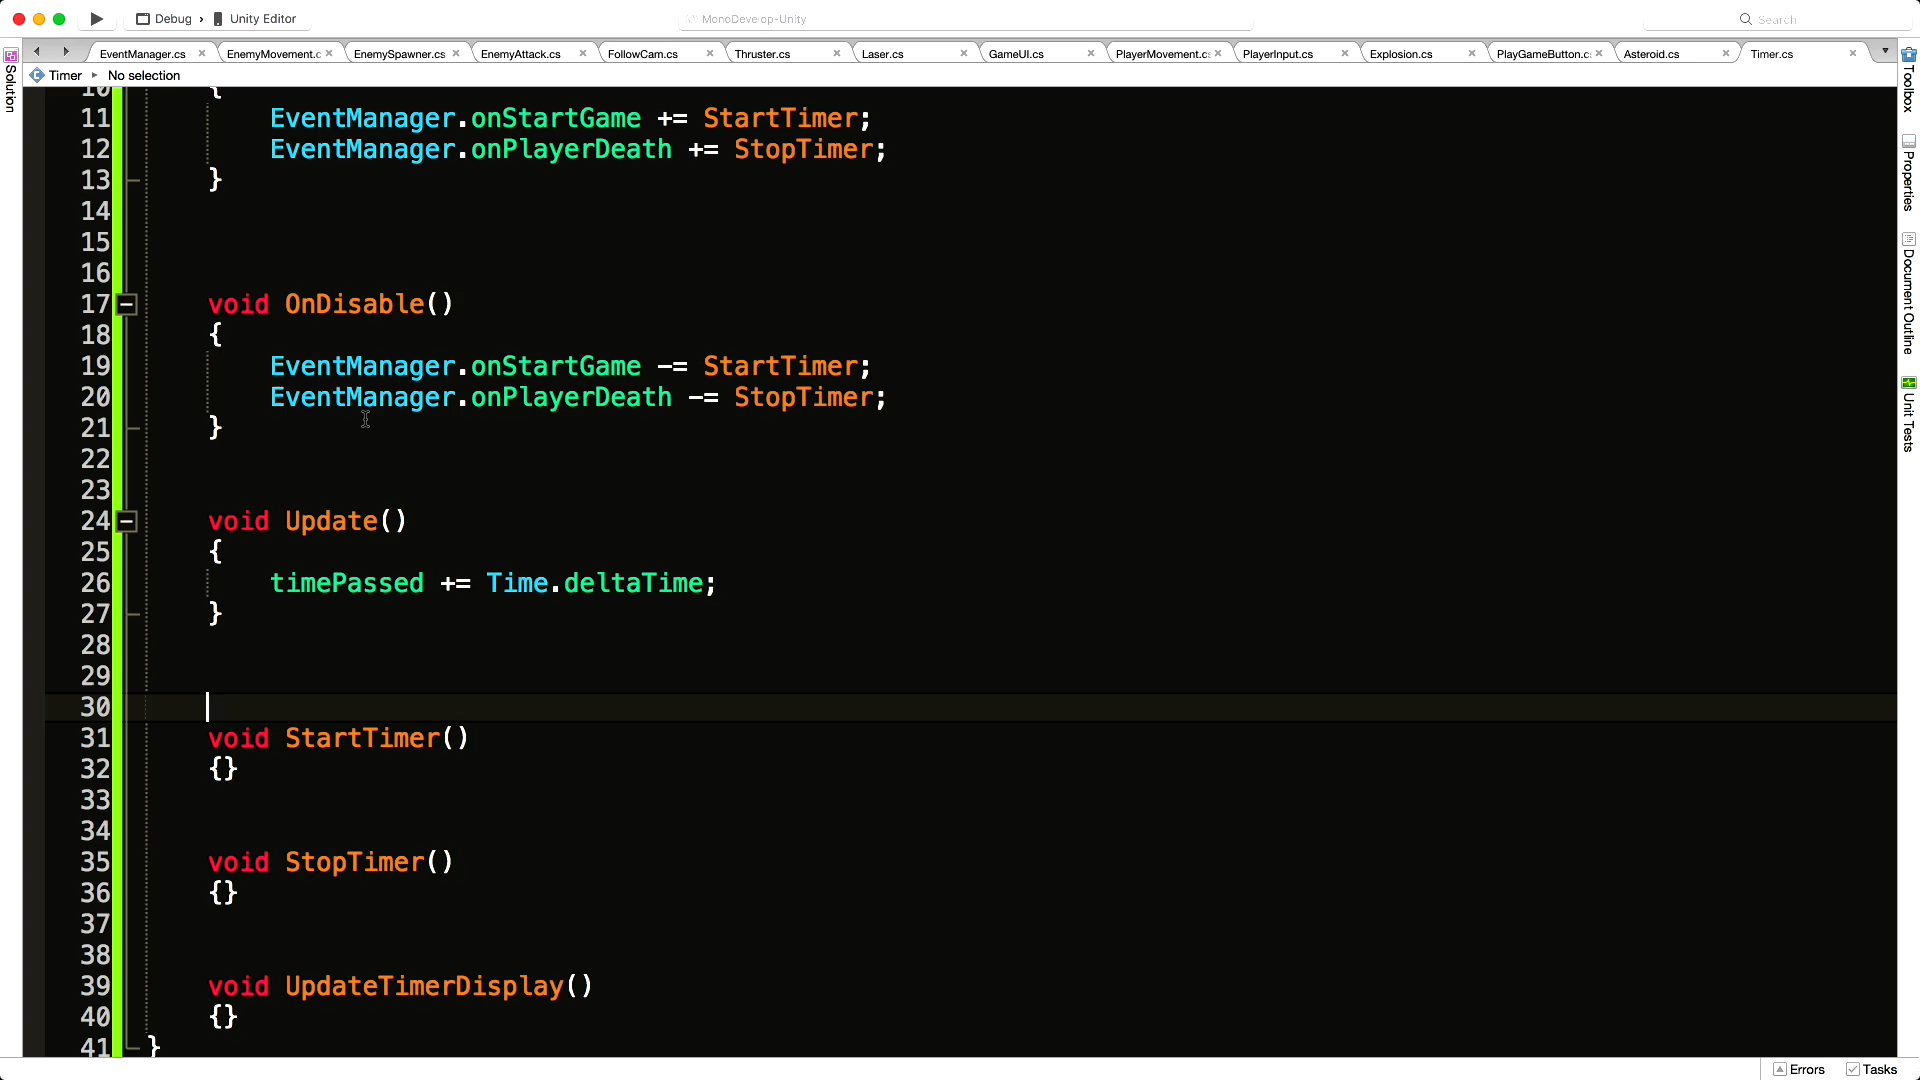 Debug › Unity Editor
MonoDevelop-Unity
Search
EventManager.cs
EnemyMovement.c
EnemySpawner.cs
EnemyAttack.cs
FollowCam.cs
Thruster.cs
Laser.cs
GameUI.cs
PlayerMovement.c
PlayerInput.cs
Explosion.cs
PlayGameButton.c
Asteroid.cs
Timer.cs
Timer ▸ No selection
Solution
Toolbox
Properties
Document Outline
Unit Tests
10 {
11 EventManager.onStartGame += StartTimer;
12 EventManager.onPlayerDeath += StopTimer;
13 }
14
15
16
17 void OnDisable()
18 {
19 EventManager.onStartGame -= StartTimer;
20 EventManager.onPlayerDeath -= StopTimer;
21 }
22
23
24 void Update()
25 {
26 timePassed += Time.deltaTime;
27 }
28
29
30
31 void StartTimer()
32 {}
33
34
35 void StopTimer()
36 {}
37
38
39 void UpdateTimerDisplay()
40 {}
41 }
Errors
Tasks